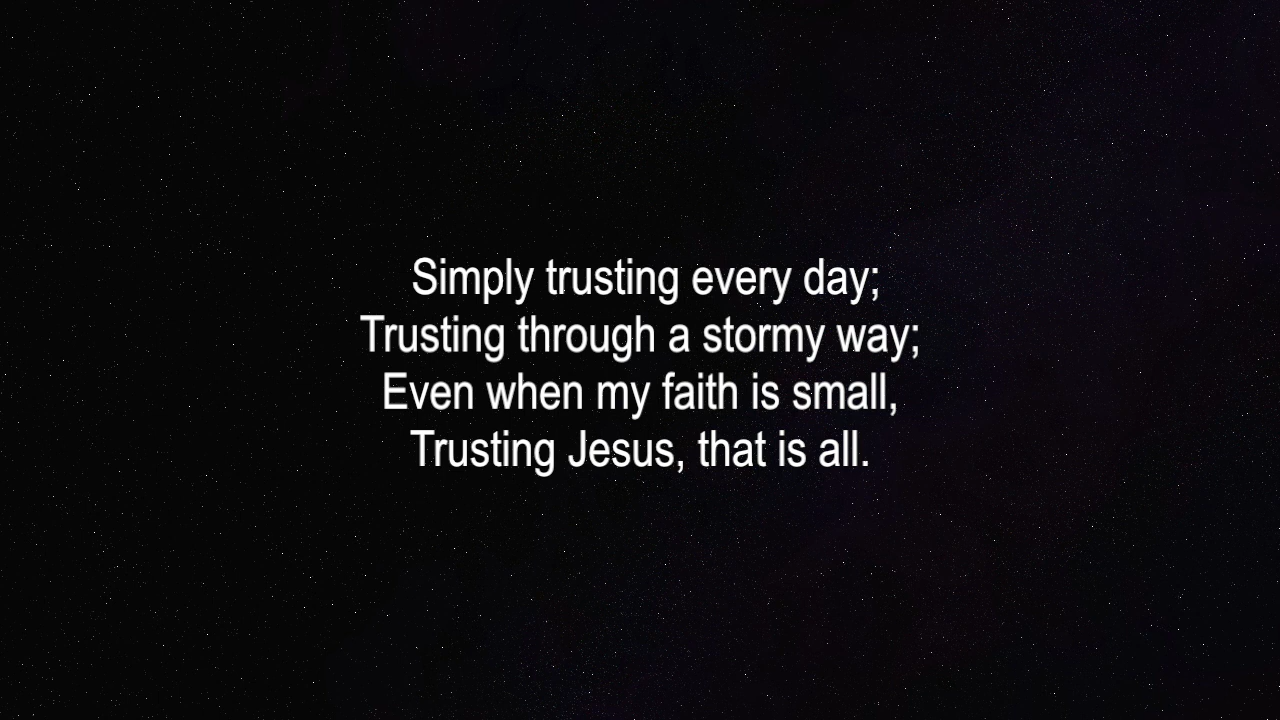 Simply trusting every day;
Trusting through a stormy way;
Even when my faith is small,
Trusting Jesus, that is all.